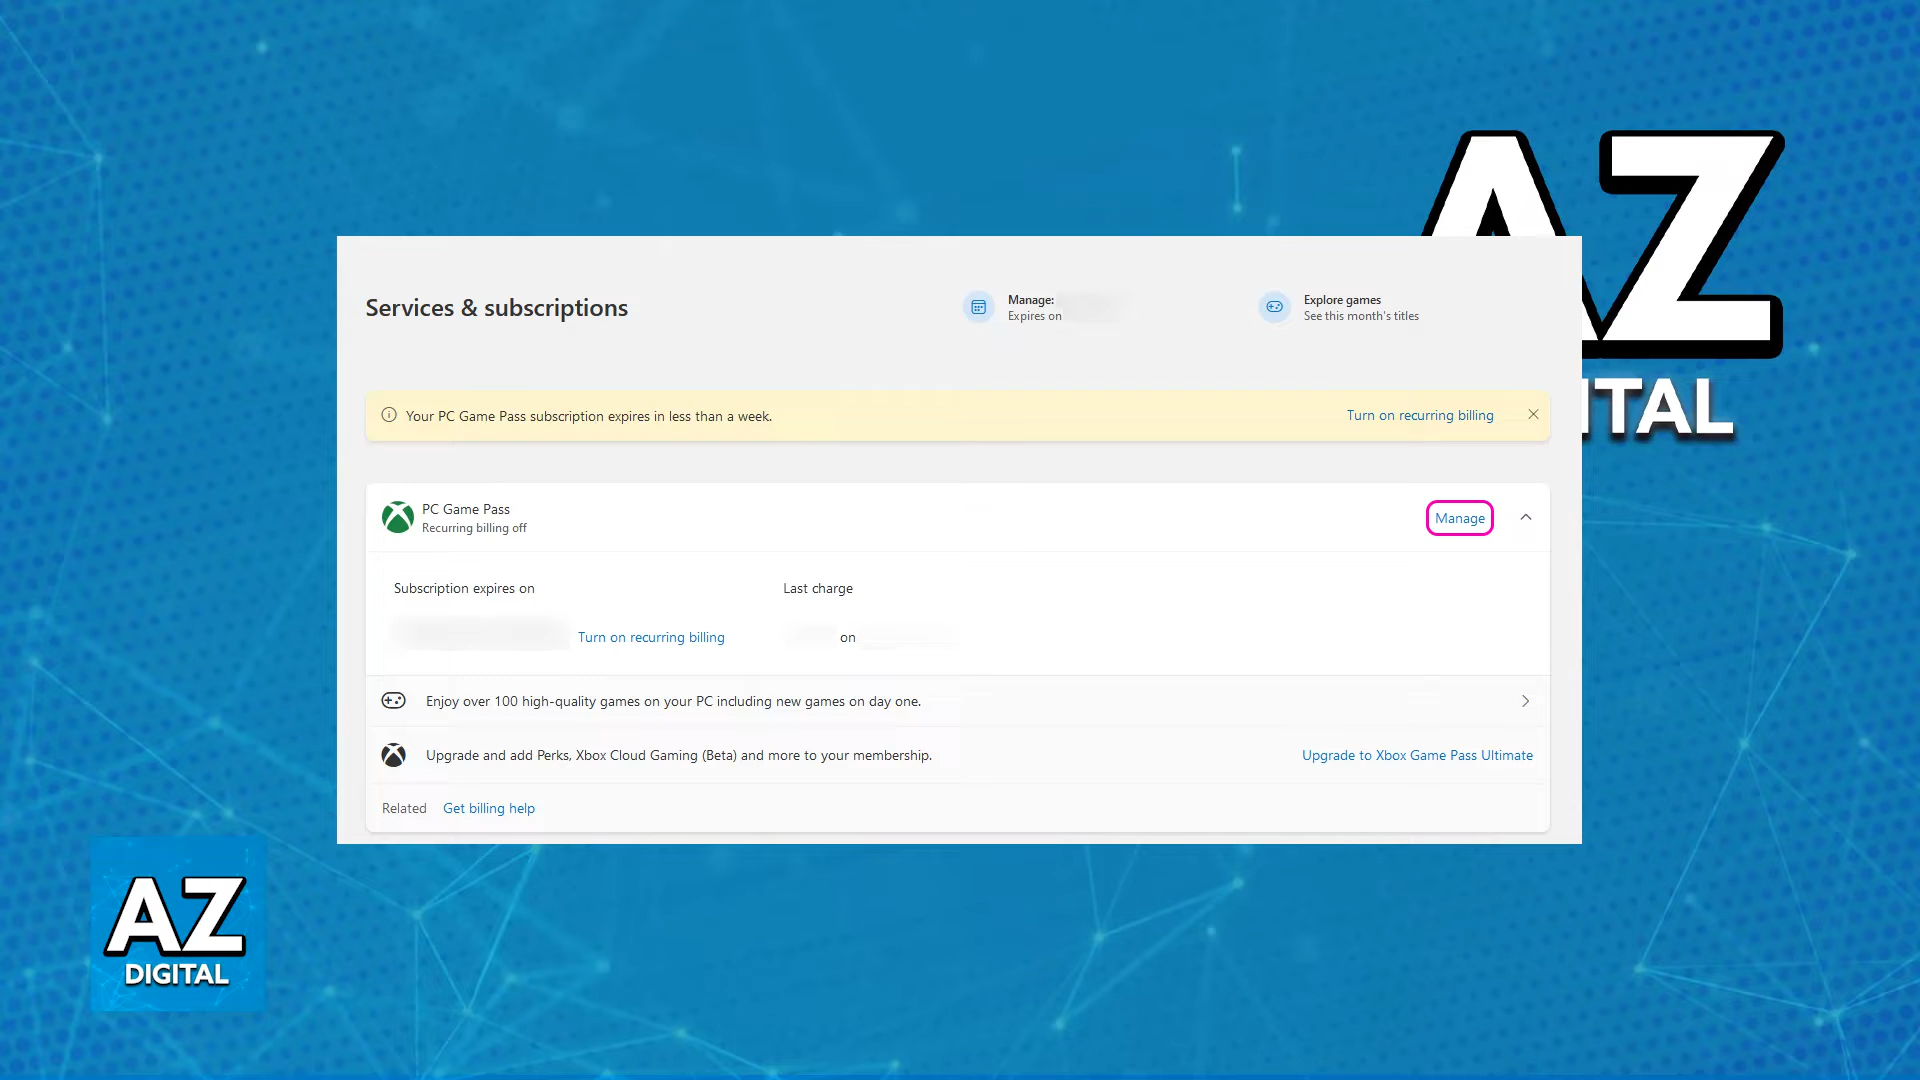 AZ
ITAL
Services & subscriptions
Manage:
Expires on
Explore games
See this month's titles
Your PC Game Pass subscription expires in less than a week.
Turn on recurring billing
PC Game Pass
Recurring billing off
Manage
Subscription expires on
Last charge
Turn on recurring billing
on
Enjoy over 100 high-quality games on your PC including new games on day one.
Upgrade and add Perks, Xbox Cloud Gaming (Beta) and more to your membership.
Upgrade to Xbox Game Pass Ultimate
Related
Get billing help
AZ
DIGITAL